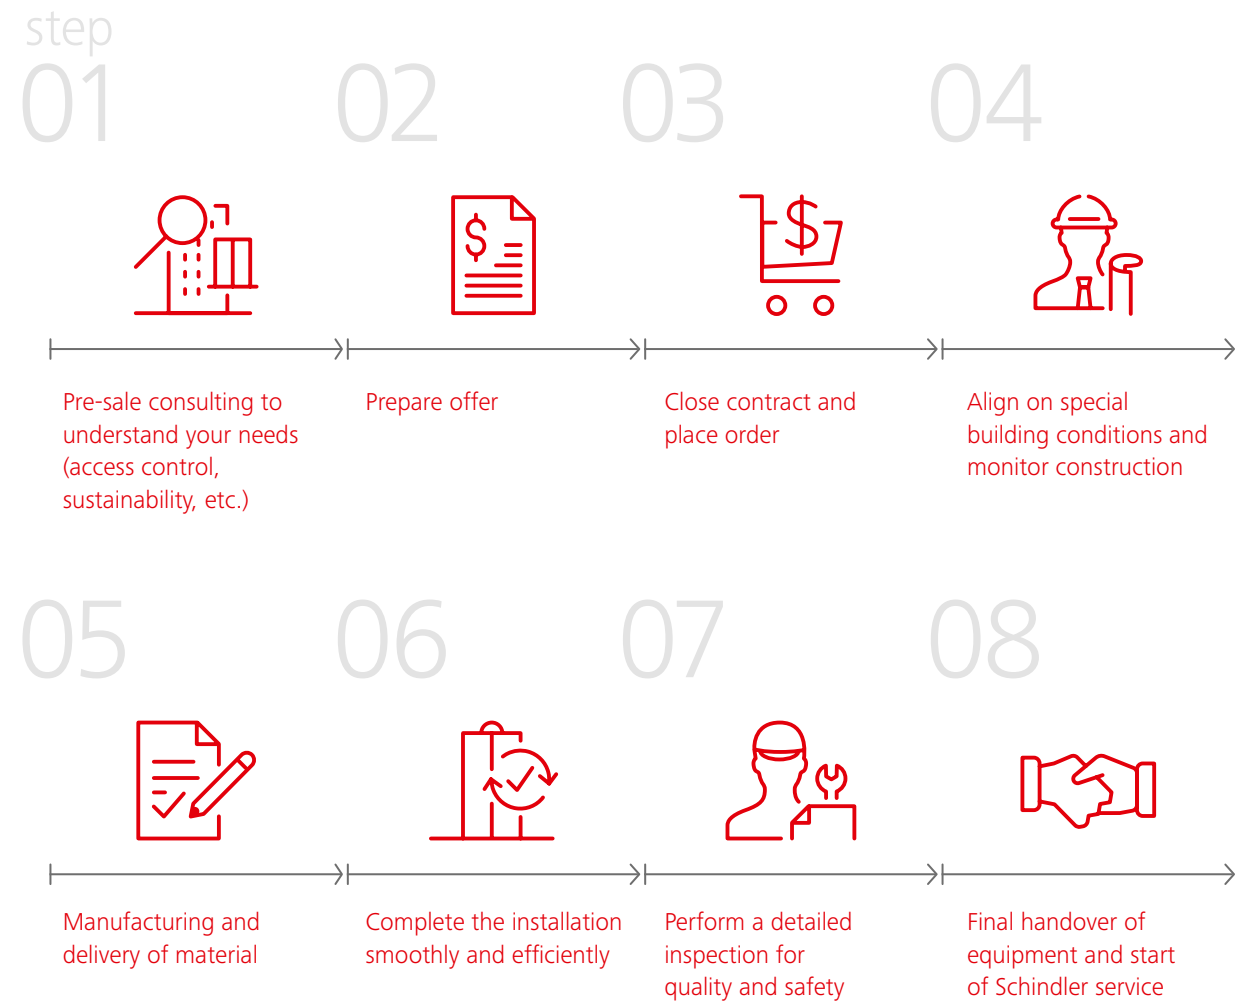 step
01
02
03
04
Pre-sale consulting to
understand your needs
(access control,
sustainability, etc.)
Prepare offer
Close contract and
place order
Align on special
building conditions and
monitor construction
05
06
07
08
Manufacturing and
delivery of material
Complete the installation
smoothly and efficiently
Perform a detailed
inspection for
quality and safety
Final handover of
equipment and start
of Schindler service